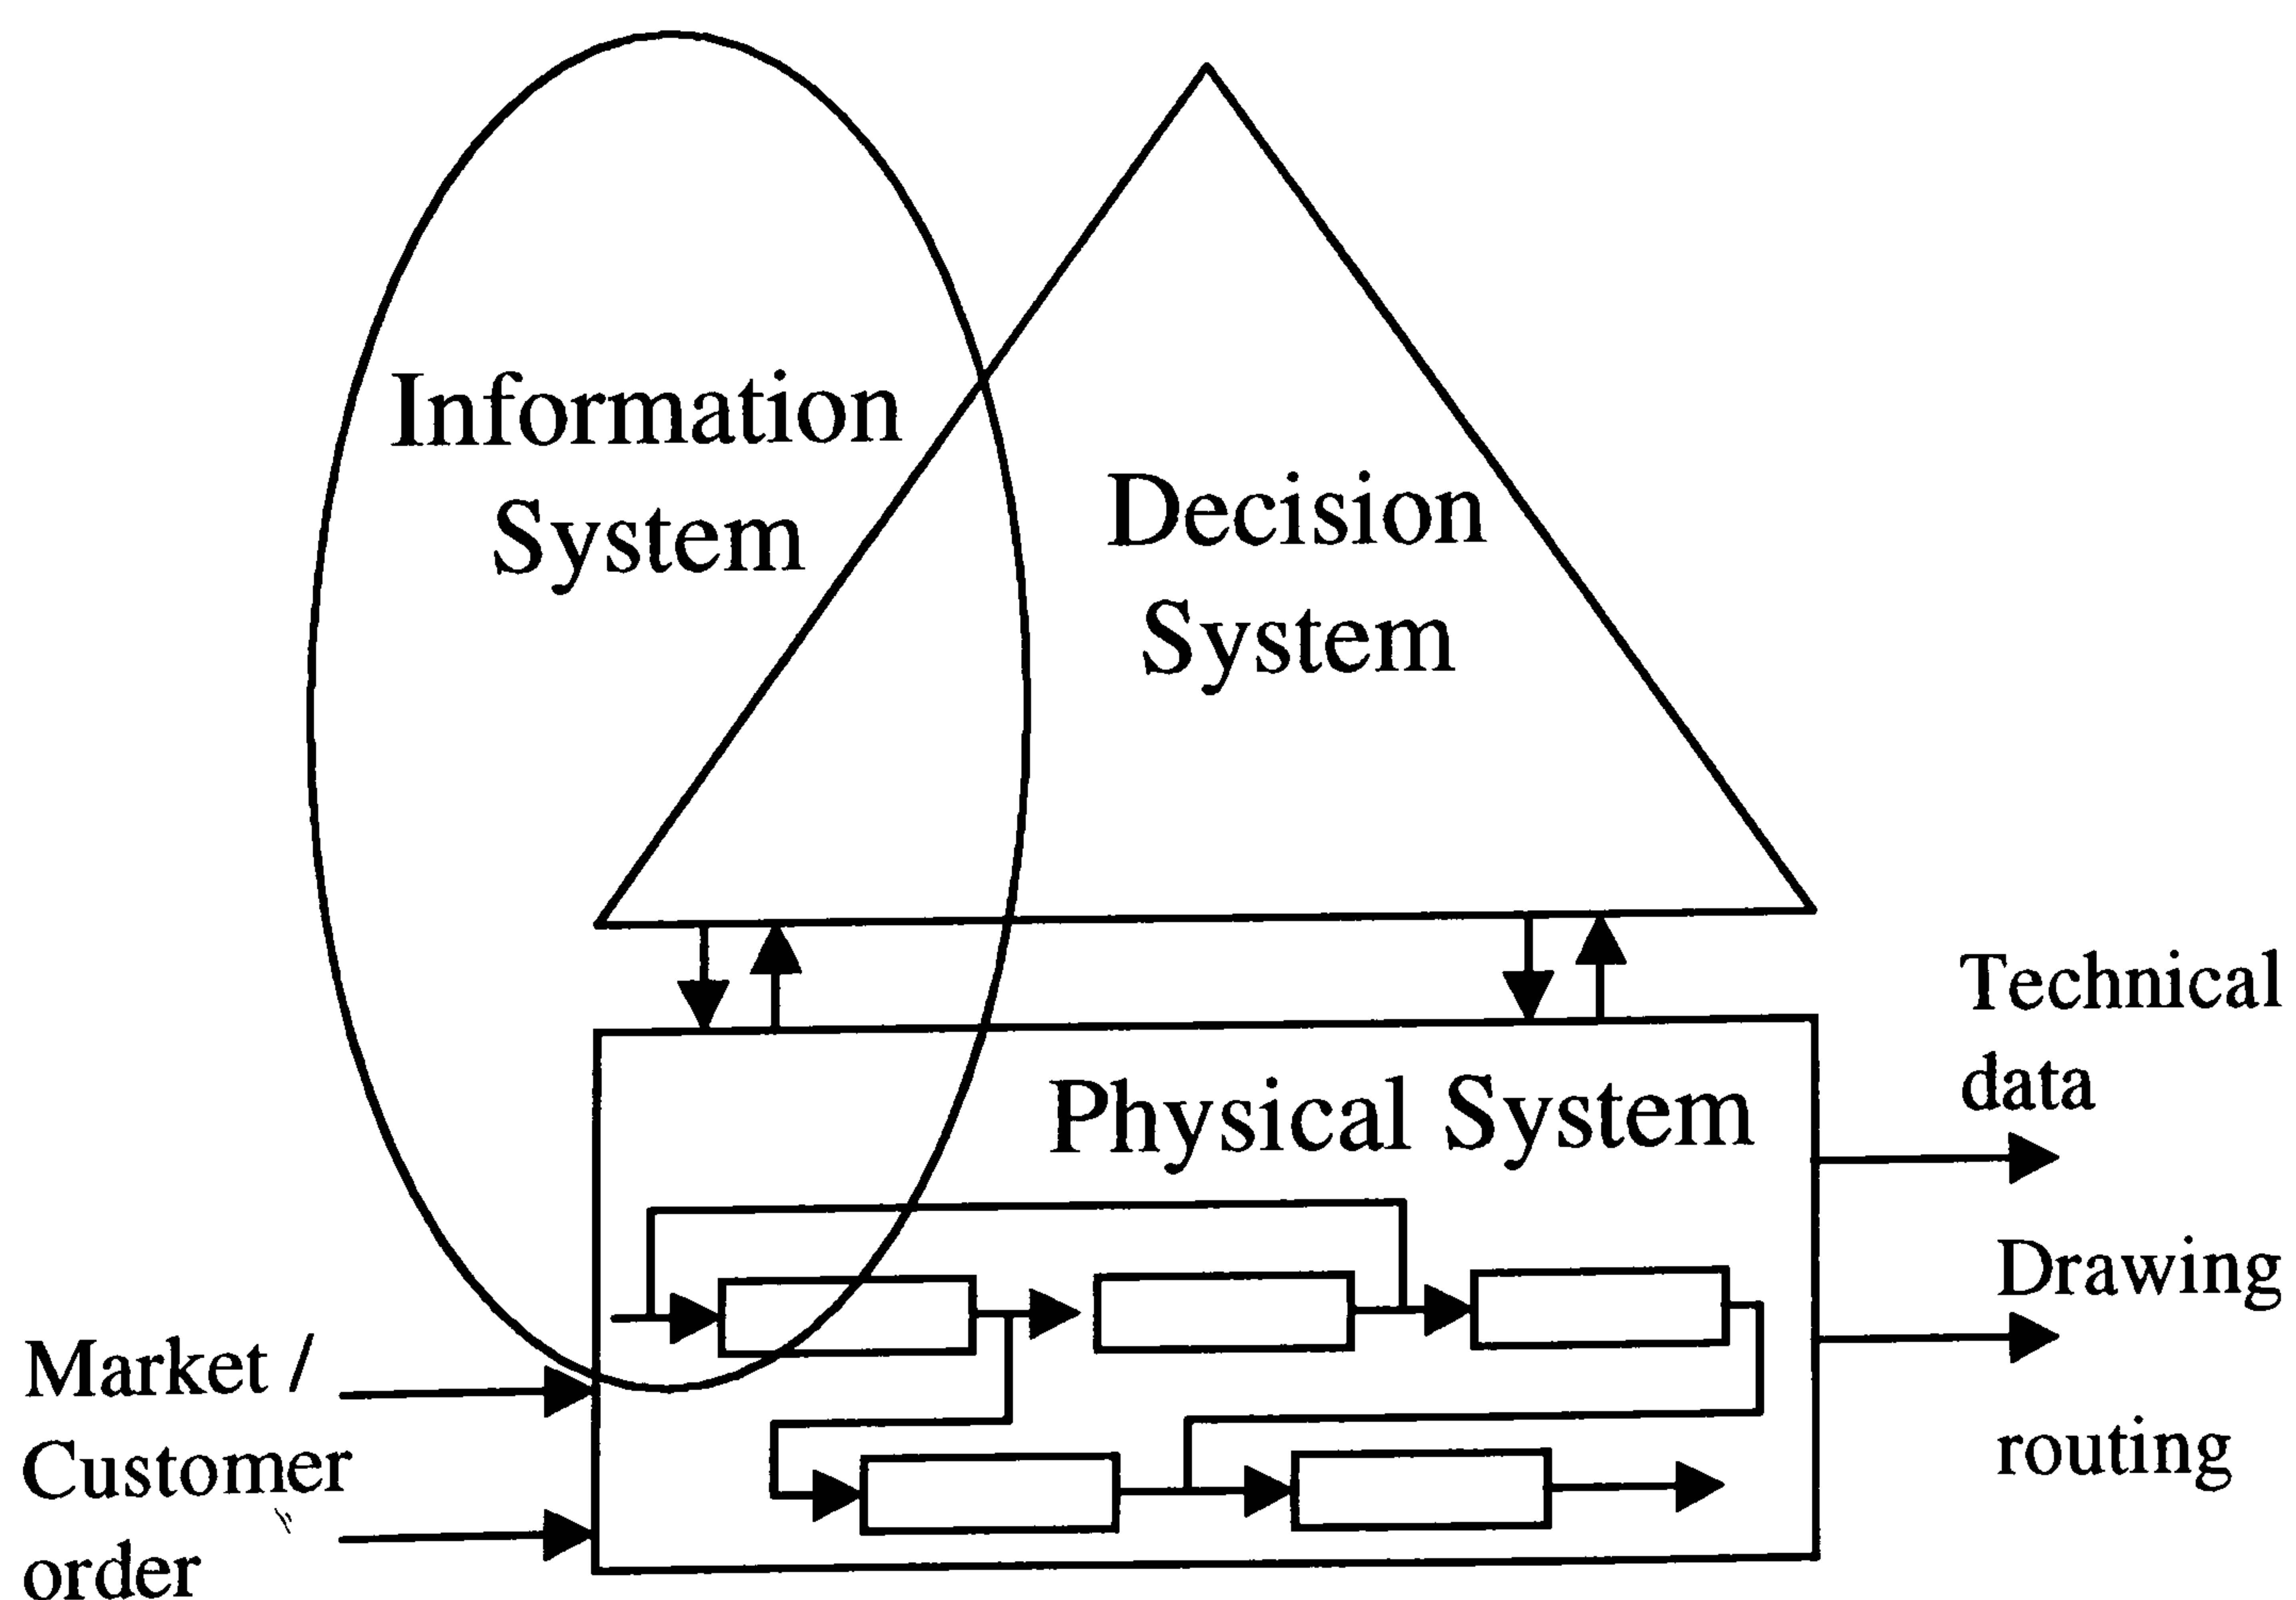 Information
System
Decision
System
Physical System
Technical
data
Drawing
routing
Market /
Customer
order